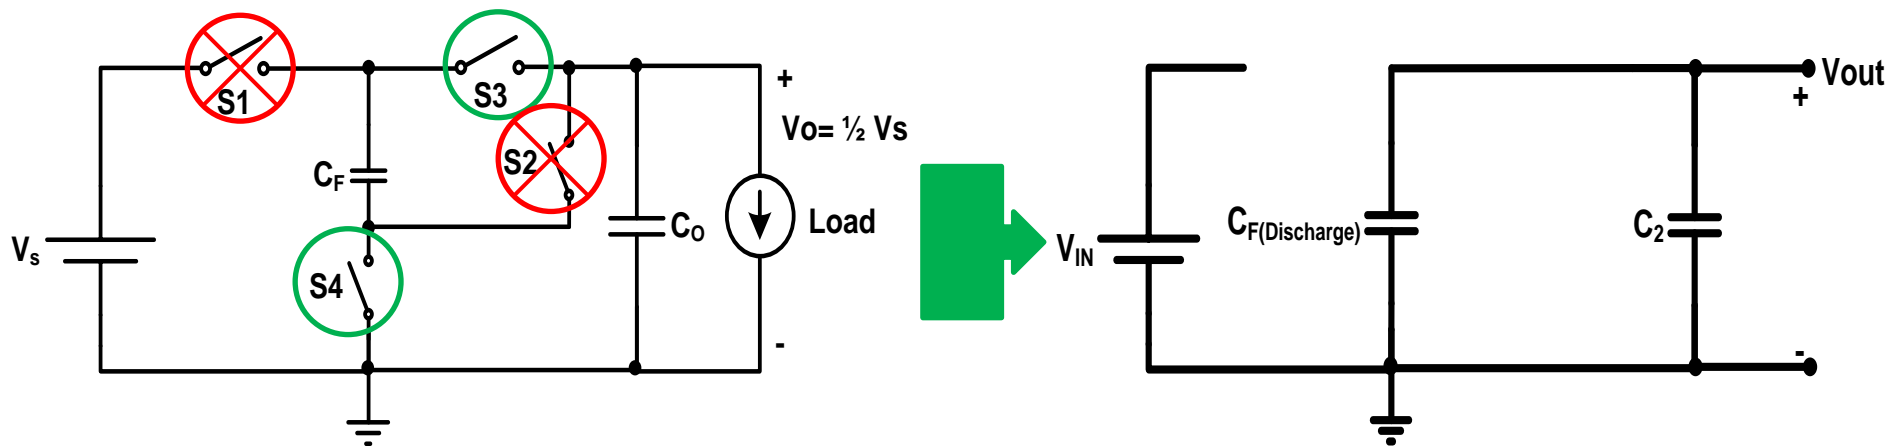 S1
S3
+
Vo= ½ Vs
S2
CF
Vs
S4
CO
Load
-
Vout
+
CF(Discharge)
C2
VIN
-